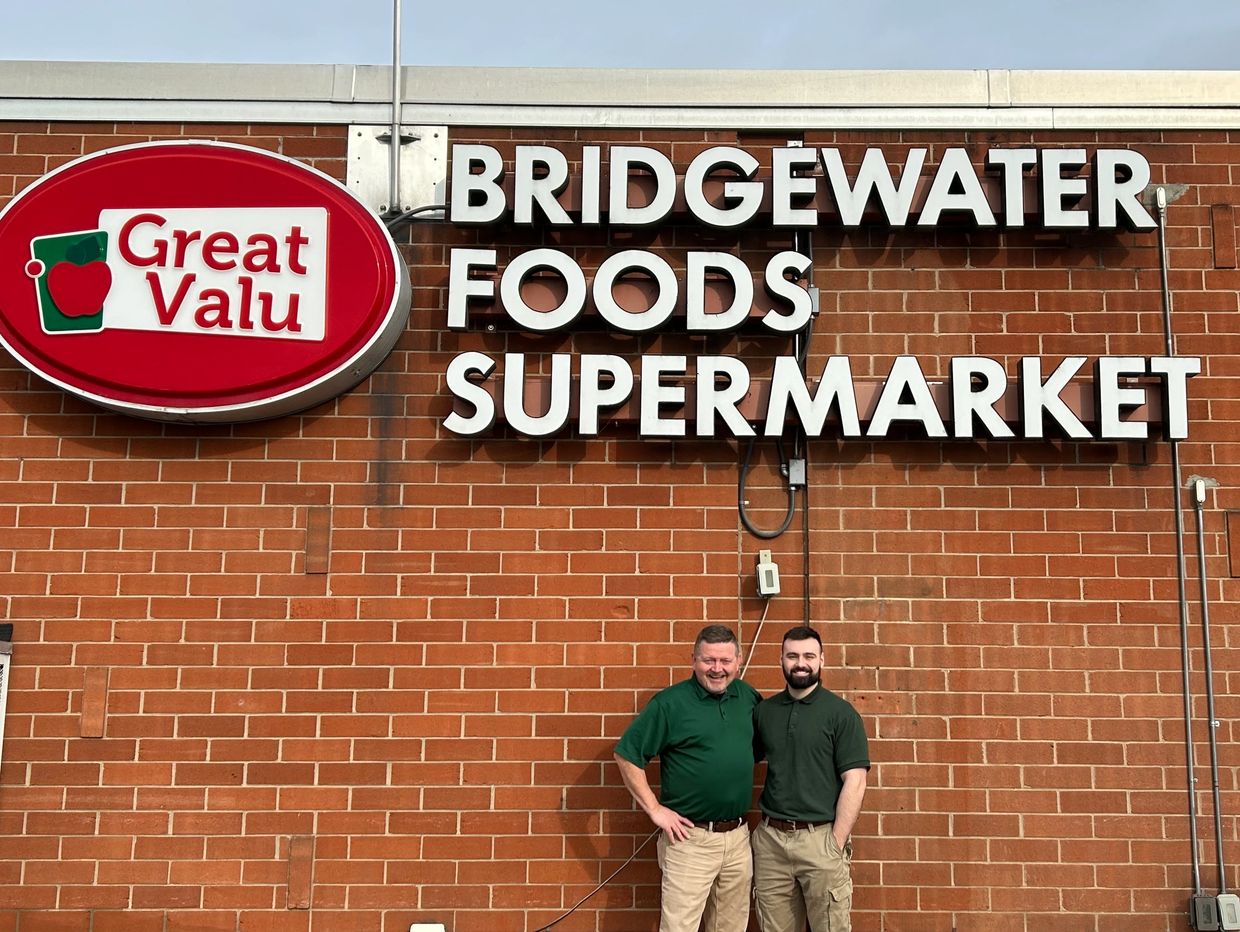 Great
Valu
BRIDGEWATER
FOODS
SUPERMARKET